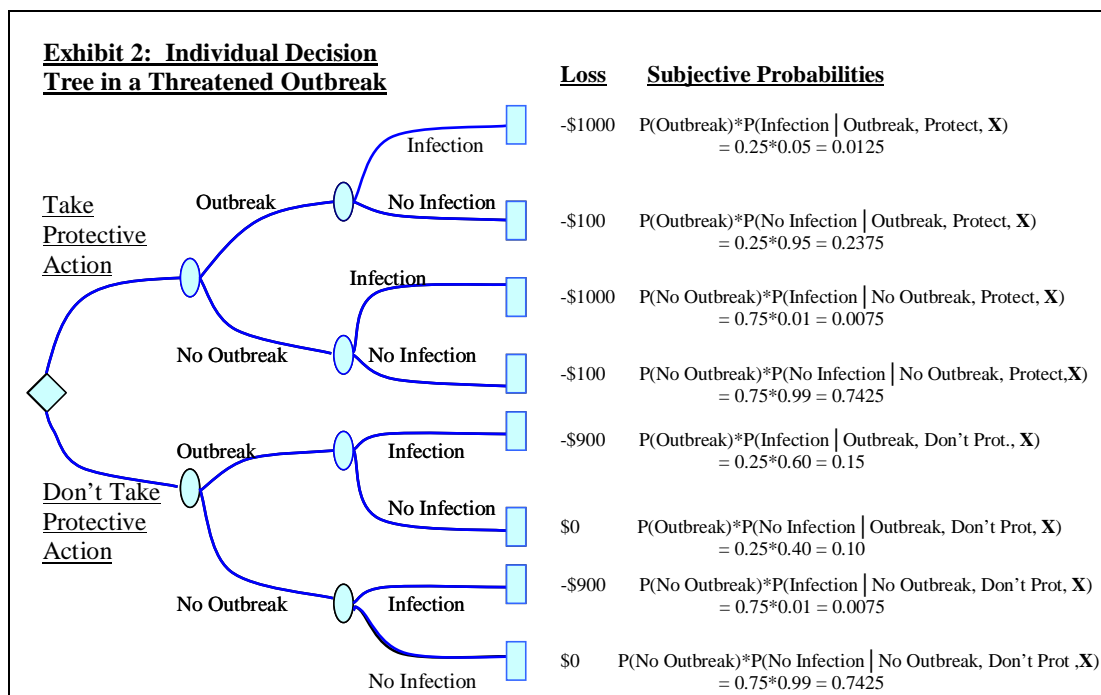 Exhibit 2: Individual Decision
Tree in a Threatened Outbreak
Loss Subjective Probabilities
-$1000 P(Outbreak)*P(Infection | Outbreak, Protect, X)
= 0.25*0.05 = 0.0125
Infection
Take
Protective
Action
Outbreak
No Infection
-$100 P(Outbreak)*P(No Infection | Outbreak, Protect, X)
= 0.25*0.95 = 0.2375
Infection
-$1000 P(No Outbreak)*P(Infection | No Outbreak, Protect, X)
= 0.75*0.01 = 0.0075
No Outbreak
No Infection
-$100 P(No Outbreak)*P(No Infection | No Outbreak, Protect,X)
= 0.75*0.99 = 0.7425
Don't Take
Protective
Action
Outbreak
Infection
-$900 P(Outbreak)*P(Infection | Outbreak, Don't Prot., X)
= 0.25*0.60 = 0.15
No Infection
$0 P(Outbreak)*P(No Infection | Outbreak, Don't Prot, X)
= 0.25*0.40 = 0.10
No Outbreak
Infection
-$900 P(No Outbreak)*P(Infection | No Outbreak, Don't Prot, X)
= 0.75*0.01 = 0.0075
No Infection
$0 P(No Outbreak)*P(No Infection | No Outbreak, Don't Prot ,X)
= 0.75*0.99 = 0.7425